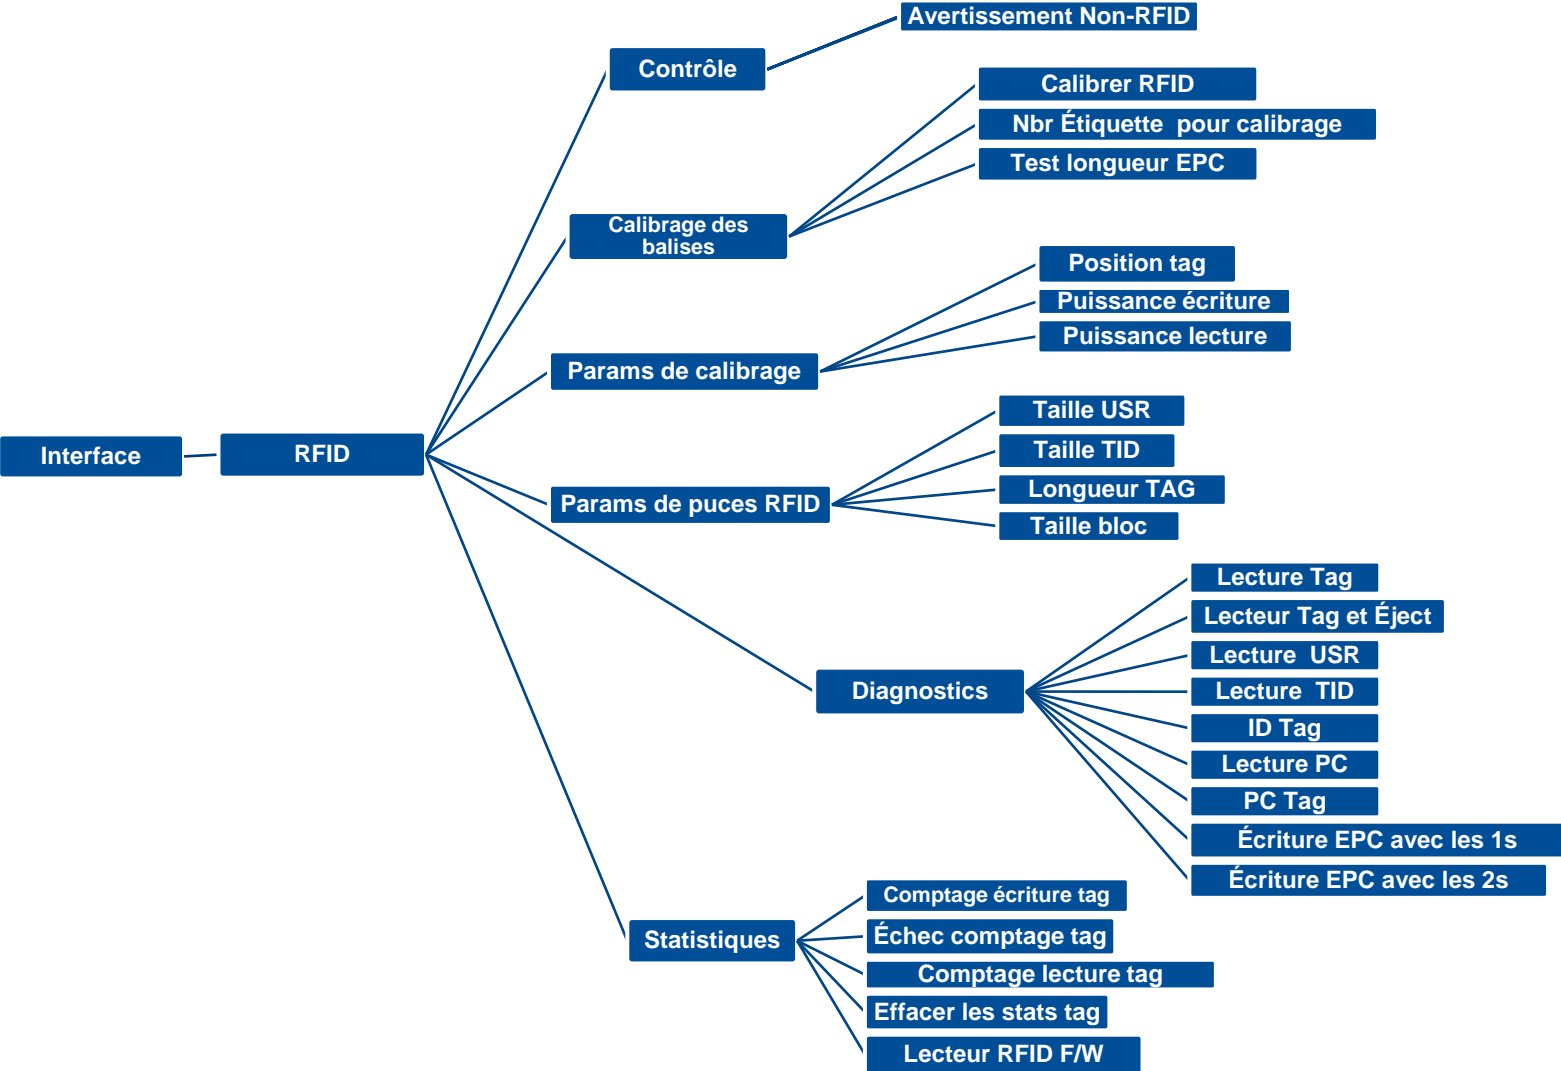 Avertissement Non-RFID
Contrôle
Calibrer RFID
Nbr Étiquette  pour calibrage
Test longueur EPC
Calibrage des
balises
Position tag
Puissance écriture
Puissance lecture
Params de calibrage
Taille USR
Taille TID
Longueur TAG
Taille bloc
Interface
RFID
Params de puces RFID
Lecture Tag
Lecteur Tag et Éject
Lecture  USR
Lecture  TID
ID Tag
Lecture PC
PC Tag
Écriture EPC avec les 1s
Écriture EPC avec les 2s
Diagnostics
Comptage écriture tag
Échec comptage tag
Comptage lecture tag
Effacer les stats tag
Lecteur RFID F/W
Statistiques